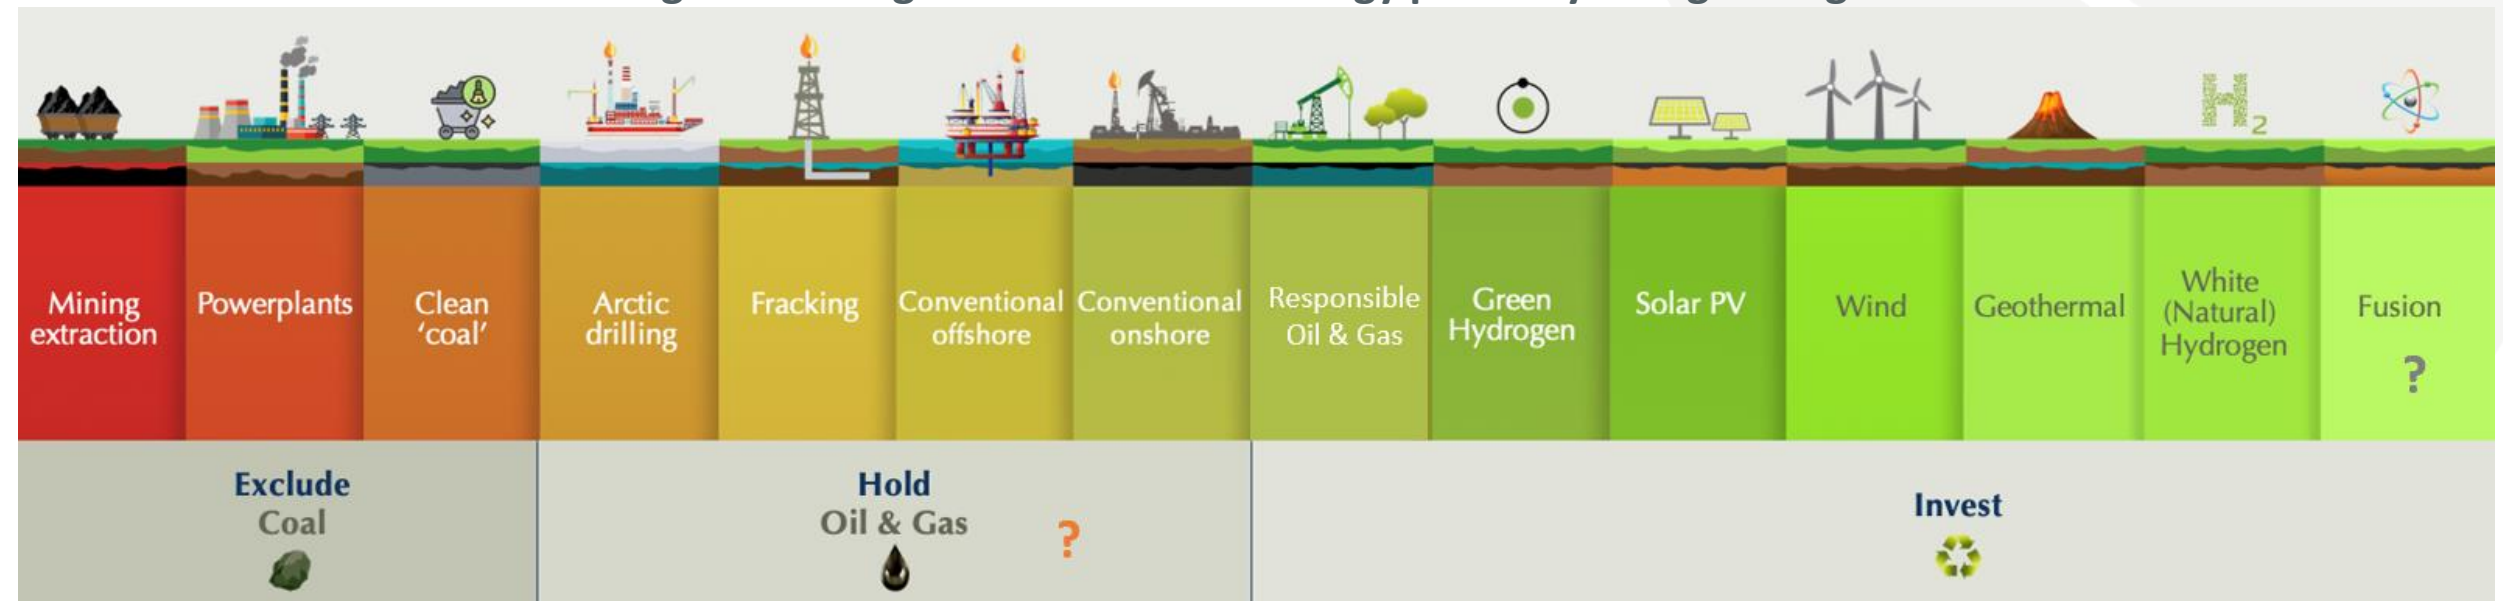 Mining
extraction
Powerplants
Clean
‘coal’
Arctic
drilling
Fracking
Conventional
offshore
Conventional
onshore
Responsible
Oil & Gas
Green
Hydrogen
Solar PV
Wind
Geothermal
H2
White
(Natural)
Hydrogen
Fusion
?
Exclude
Coal
Hold
Oil & Gas
?
Invest